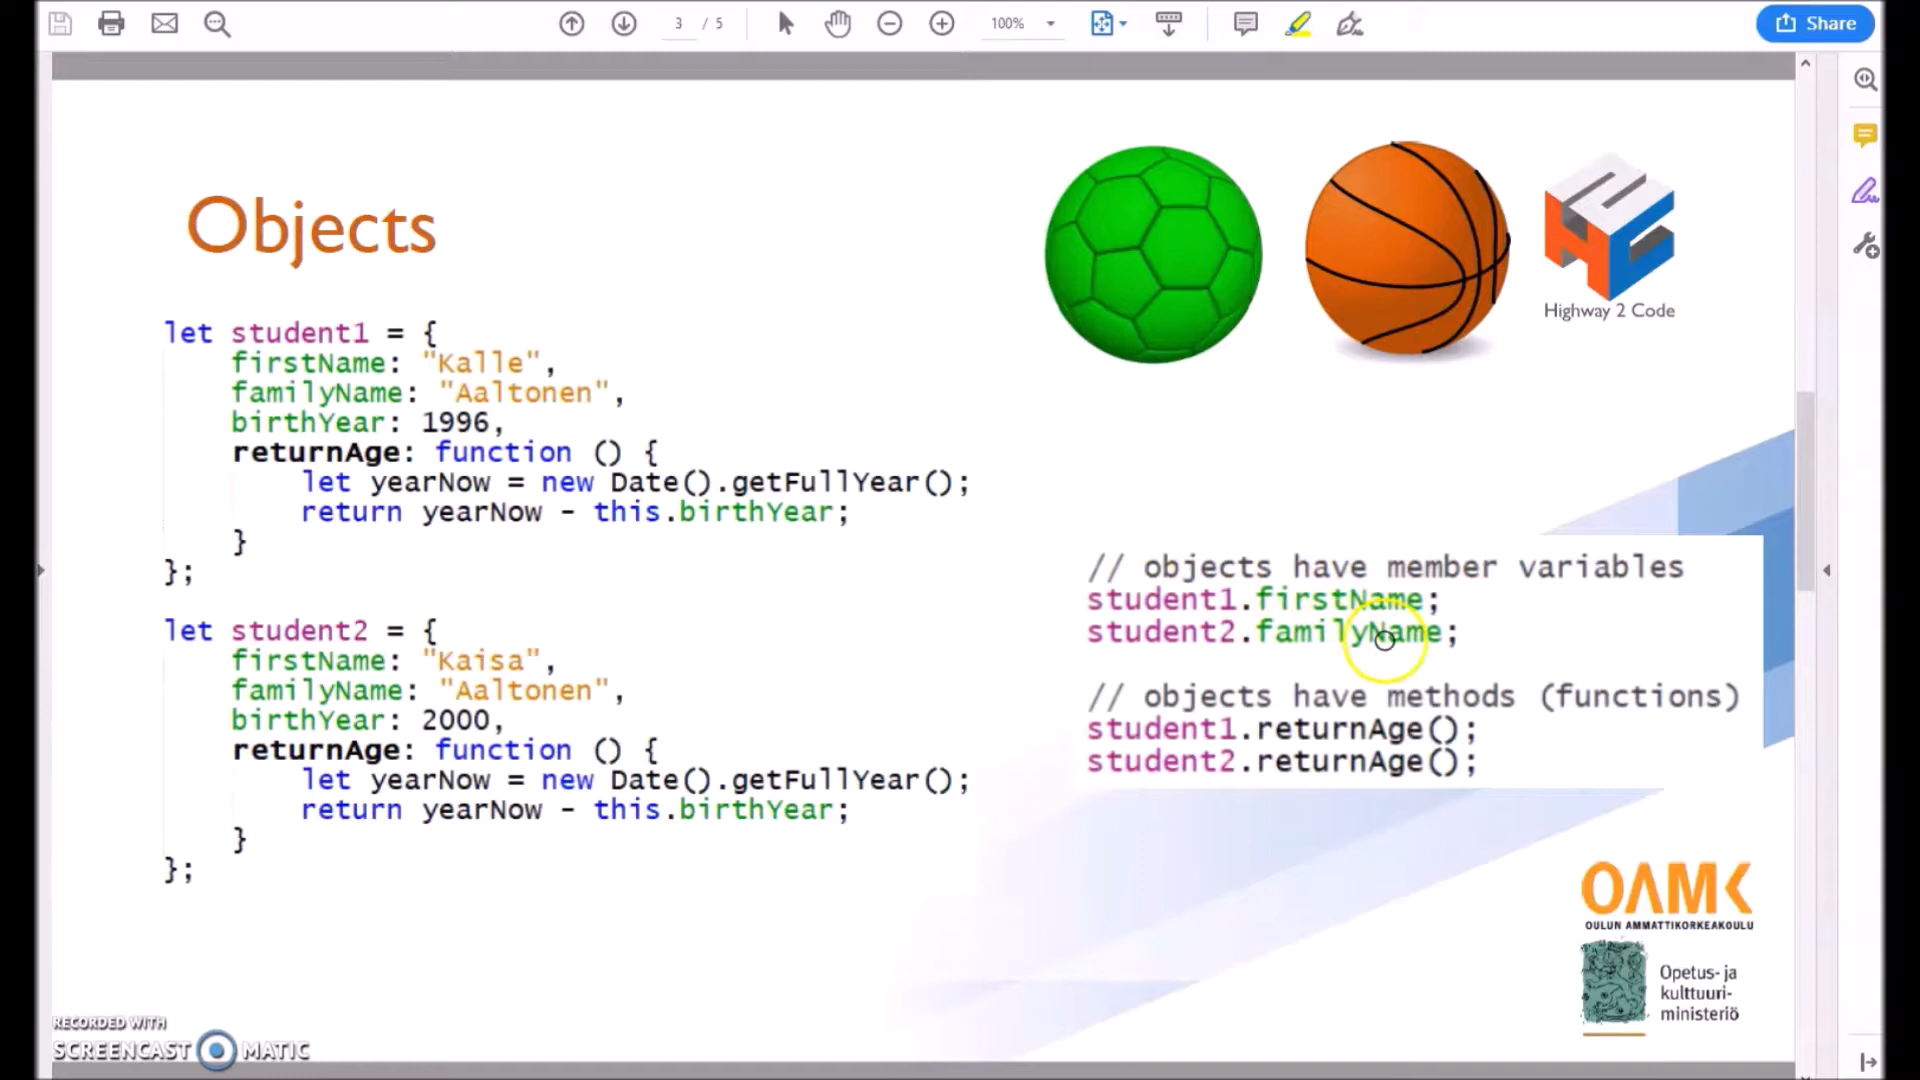 3 / 5
100%
Share
Objects
Highway 2 Code
let student1 = {
firstName: "Kalle",
familyName: "Aaltonen",
birthYear: 1996,
returnAge: function () {
let yearNow = new Date().getFullYear();
return yearNow - this.birthYear;
}
};
let student2 = {
firstName: "Kaisa",
familyName: "Aaltonen",
birthYear: 2000,
returnAge: function () {
let yearNow = new Date().getFullYear();
return yearNow - this.birthYear;
}
};
// objects have member variables
student1.firstName;
student2.familyName;
// objects have methods (functions)
student1.returnAge();
student2.returnAge();
OAMK
OULUN AMMATTIKORKEAKOULU
Opetus- ja
kulttuuri-
ministeriö
RECORDED WITH
SCREENCAST MATIC